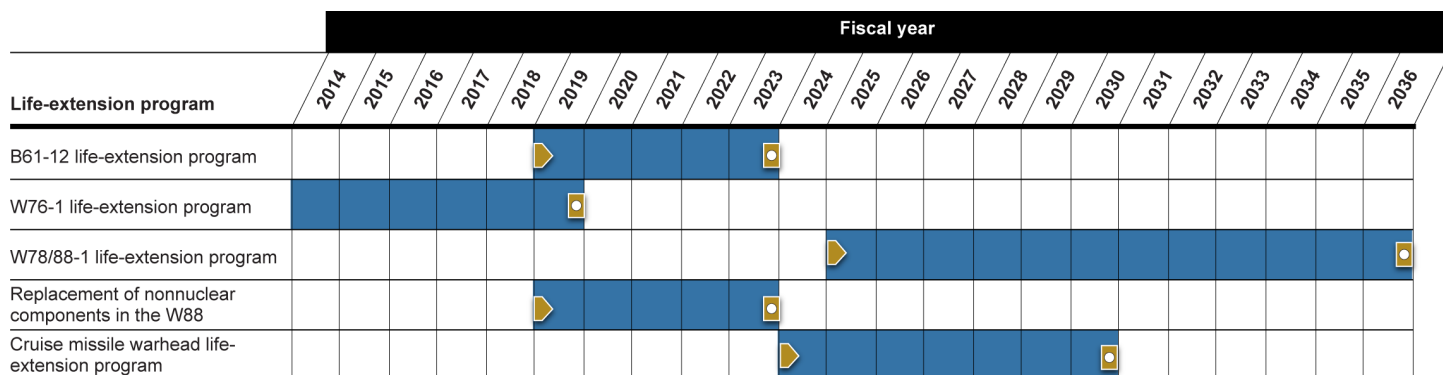 Fiscal year
Life-extension program
2014 2015 2016 2017 2018 2019 2020 2021 2022 2023 2024 2025 2026 2027 2028 2029 2030 2031 2032 2033 2034 2035 2036
B61-12 life-extension program
W76-1 life-extension program
W78/88-1 life-extension program
Replacement of nonnuclear
components in the W88
Cruise missile warhead life-
extension program